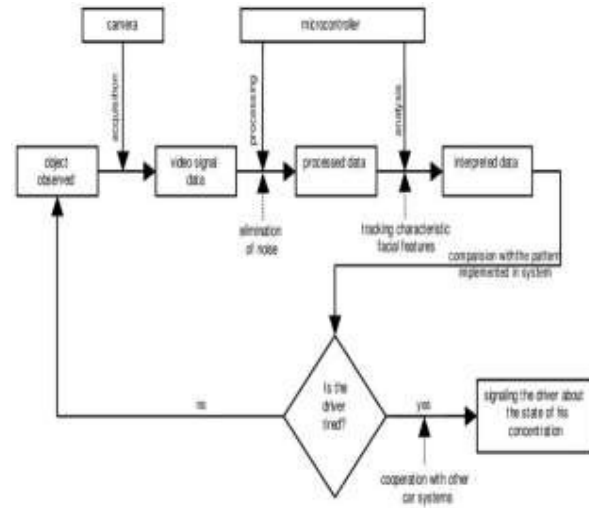 camera
microcontroller
acquisition
processing
analysis
object
observed
video signal
data
processed data
interpreted data
elimination
of noise
tracking characteristic
facial features
comparision with the pattern
implemented in system
Is the
driver
tired?
no
yes
signaling the driver about
the state of his
concentration
cooperation with other
car systems